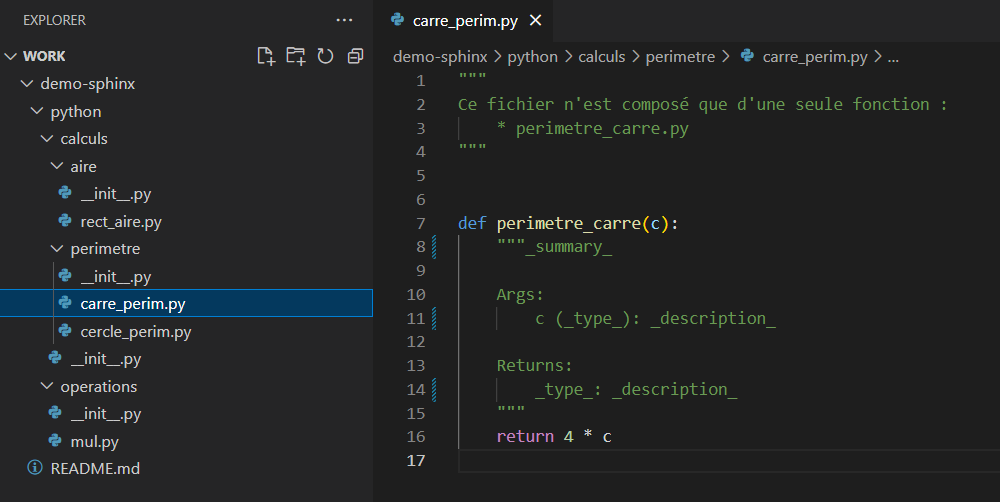 EXPLORER
...
WORK
demo-sphinx
python
calculs
aire
__init__.py
rect_aire.py
perimetre
__init__.py
carre_perim.py
cercle_perim.py
__init__.py
operations
__init__.py
mul.py
README.md
carre_perim.py
demo-sphinx > python > calculs > perimetre > carre_perim.py > ...
1 """
2 Ce fichier n'est composé que d'une seule fonction :
3     * perimetre_carre.py
4 """
5
6
7 def perimetre_carre(c):
8     """_summary_
9
10     Args:
11         c (_type_): _description_
12
13     Returns:
14         _type_: _description_
15     """
16     return 4 * c
17